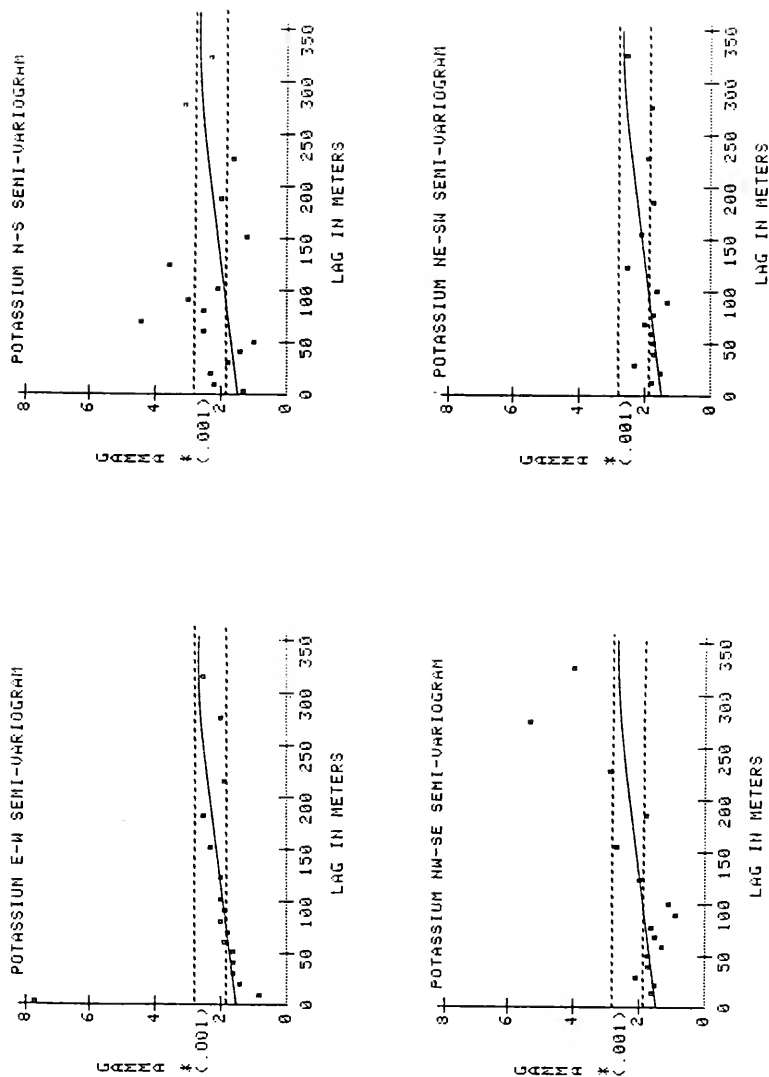 POTASSIUM E-W SEMI-VARIOGRAM
8
6
4
2
0
GAMMA
*
(.001)
0 50 100 150 200 250 300 350
LAG IN METERS
POTASSIUM N-S SEMI-VARIOGRAM
8
6
4
2
0
GAMMA
*
(.001)
0 50 100 150 200 250 300 350
LAG IN METERS
POTASSIUM NW-SE SEMI-VARIOGRAM
8
6
4
2
0
GAMMA
*
(.001)
0 50 100 150 200 250 300 350
LAG IN METERS
POTASSIUM NE-SW SEMI-VARIOGRAM
8
6
4
2
0
GAMMA
*
(.001)
0 50 100 150 200 250 300 350
LAG IN METERS